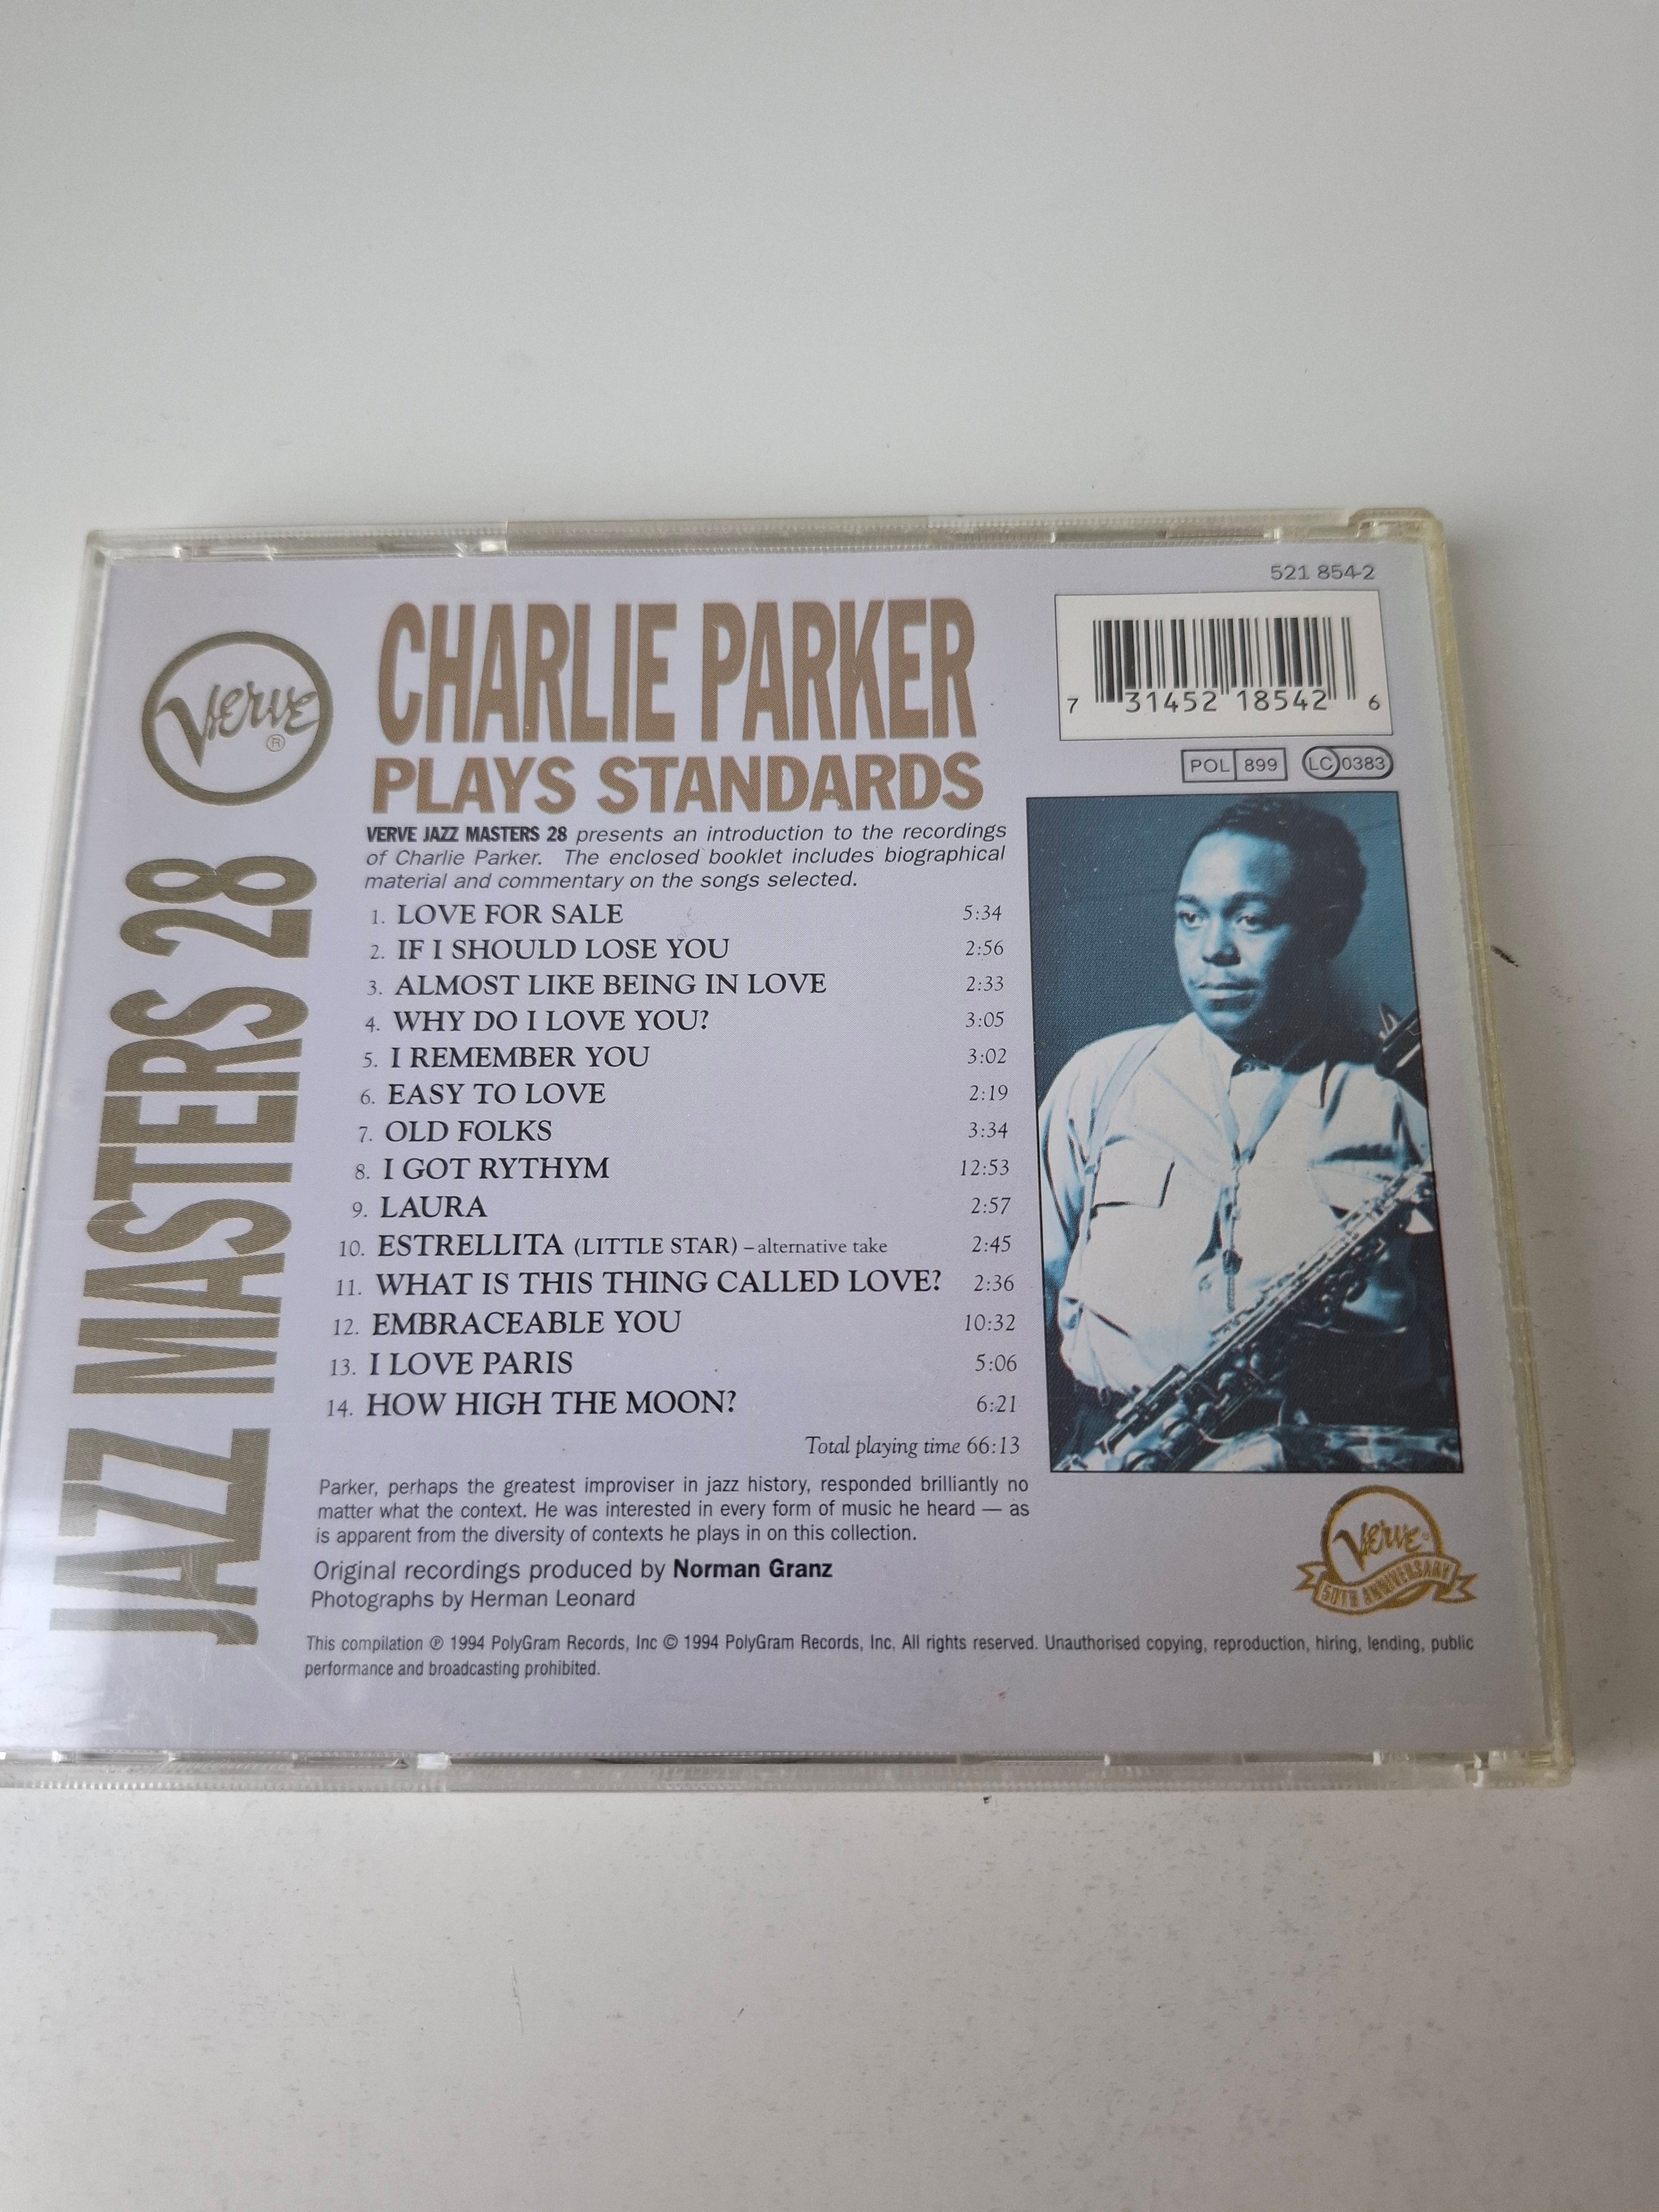 521 854-2
7 31452 18542 6
POL 899 LC 0383
Verve ®
JAZZ MASTERS 28
CHARLIE PARKER
PLAYS STANDARDS
VERVE JAZZ MASTERS 28 presents an introduction to the recordings
of Charlie Parker. The enclosed booklet includes biographical
material and commentary on the songs selected.
1. LOVE FOR SALE 5:34
2. IF I SHOULD LOSE YOU 2:56
3. ALMOST LIKE BEING IN LOVE 2:33
4. WHY DO I LOVE YOU? 3:05
5. I REMEMBER YOU 3:02
6. EASY TO LOVE 2:19
7. OLD FOLKS 3:34
8. I GOT RYTHYM 12:53
9. LAURA 2:57
10. ESTRELLITA (LITTLE STAR) – alternative take 2:45
11. WHAT IS THIS THING CALLED LOVE? 2:36
12. EMBRACEABLE YOU 10:32
13. I LOVE PARIS 5:06
14. HOW HIGH THE MOON? 6:21
Total playing time 66:13
Parker, perhaps the greatest improviser in jazz history, responded brilliantly no
matter what the context. He was interested in every form of music he heard — as
is apparent from the diversity of contexts he plays in on this collection.
Original recordings produced by Norman Granz
Photographs by Herman Leonard
Verve
50TH ANNIVERSARY
This compilation ℗ 1994 PolyGram Records, Inc © 1994 PolyGram Records, Inc, All rights reserved. Unauthorised copying, reproduction, hiring, lending, public
performance and broadcasting prohibited.